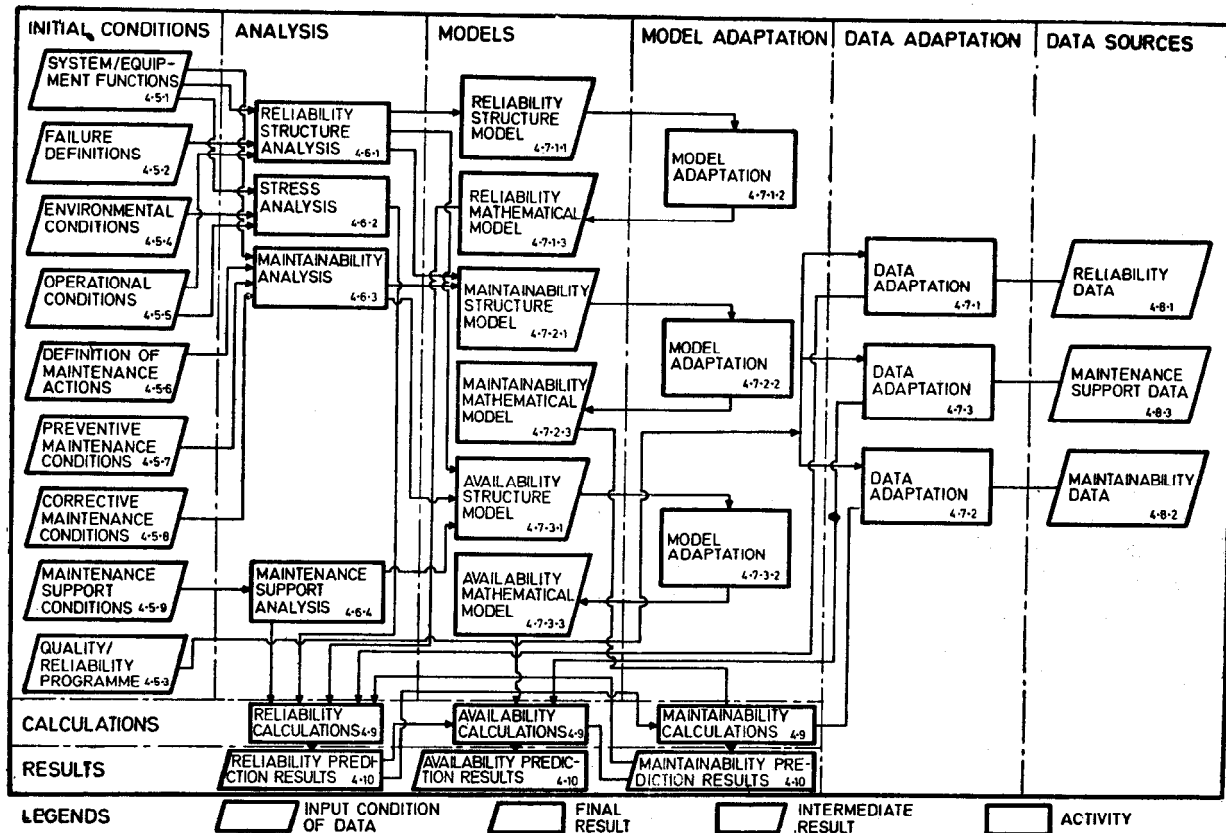 INITIAL CONDITIONS
ANALYSIS
MODELS
MODEL ADAPTATION
DATA ADAPTATION
DATA SOURCES
SYSTEM/EQUIP-
MENT FUNCTIONS
4·5·1
FAILURE
DEFINITIONS
4·5·2
ENVIRONMENTAL
CONDITIONS
4·5·4
OPERATIONAL
CONDITIONS
4·5·5
DEFINITION OF
MAINTENANCE
ACTIONS 4·5·6
PREVENTIVE
MAINTENANCE
CONDITIONS 4·5·7
CORRECTIVE
MAINTENANCE
CONDITIONS 4·5·8
MAINTENANCE
SUPPORT
CONDITIONS 4·5·9
QUALITY/
RELIABILITY
PROGRAMME 4·5·3
RELIABILITY
STRUCTURE
ANALYSIS 4·6·1
STRESS
ANALYSIS
4·6·2
MAINTAINABILITY
ANALYSIS
4·6·3
MAINTENANCE
SUPPORT
ANALYSIS 4·6·4
RELIABILITY
STRUCTURE
MODEL
4·7·1·1
RELIABILITY
MATHEMATICAL
MODEL
4·7·1·3
MAINTAINABILITY
STRUCTURE
MODEL
4·7·2·1
MAINTAINABILITY
MATHEMATICAL
MODEL
4·7·2·3
AVAILABILITY
STRUCTURE
MODEL
4·7·3·1
AVAILABILITY
MATHEMATICAL
MODEL
4·7·3·3
MODEL
ADAPTATION
4·7·1·2
MODEL
ADAPTATION
4·7·2·2
MODEL
ADAPTATION
4·7·3·2
DATA
ADAPTATION
4·7·1
DATA
ADAPTATION
4·7·3
DATA
ADAPTATION
4·7·2
RELIABILITY
DATA
4·8·1
MAINTENANCE
SUPPORT DATA
4·8·3
MAINTAINABILITY
DATA
4·8·2
CALCULATIONS
RELIABILITY
CALCULATIONS 4·9
AVAILABILITY
CALCULATIONS 4·9
MAINTAINABILITY
CALCULATIONS
4·9
RESULTS
RELIABILITY PREDI-
CTION RESULTS 4·10
AVAILABILITY PREDIC-
TION RESULTS 4·10
MAINTAINABILITY PRE-
DICTION RESULTS 4·10
LEGENDS
INPUT CONDITION
OF DATA
FINAL
RESULT
INTERMEDIATE
RESULT
ACTIVITY